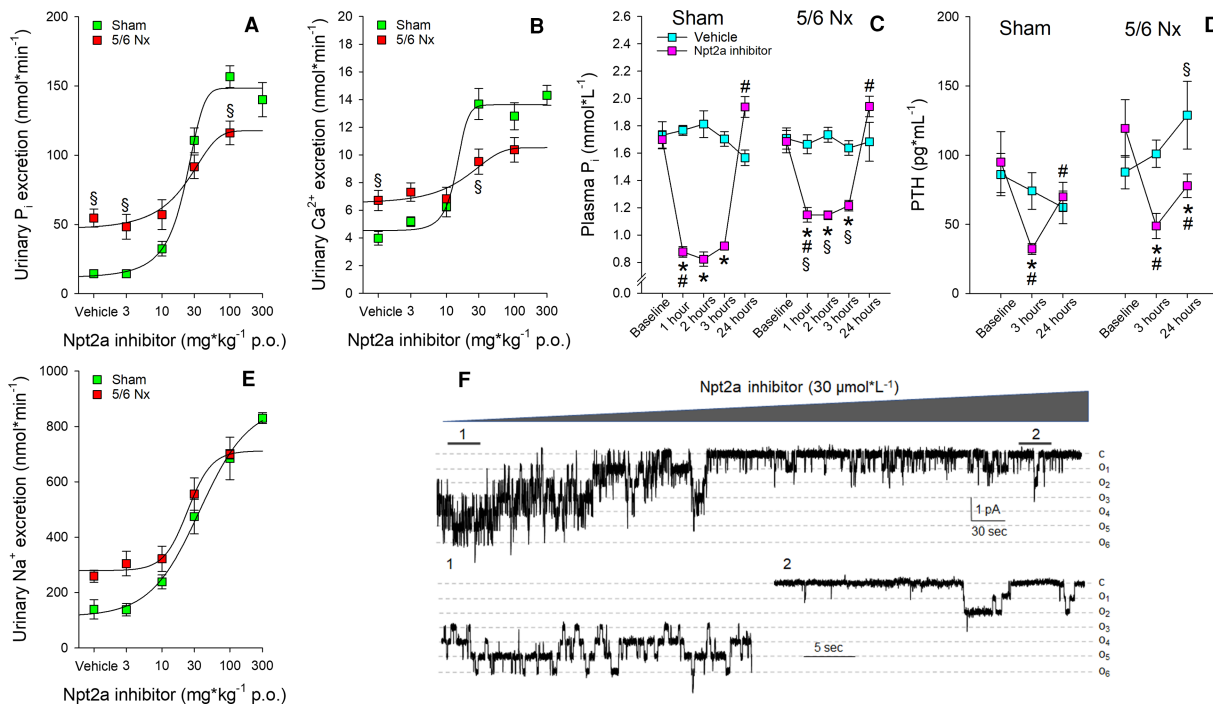 A
Sham
5/6 Nx
Urinary Pi excretion (nmol*min-1)
200
150
100
50
0
§
§
§
Vehicle 3 10 30 100 300
Npt2a inhibitor (mg*kg-1 p.o.)
B
Sham
5/6 Nx
Urinary Ca2+ excretion (nmol*min-1)
20
18
16
14
12
10
8
6
4
2
0
§
§
Vehicle 3 10 30 100 300
Npt2a inhibitor (mg*kg-1 p.o.)
C
Sham
5/6 Nx
Vehicle
Npt2a inhibitor
Plasma Pi (mmol*L-1)
2.6
2.4
2.2
2.0
1.8
1.6
1.4
1.2
1.0
0.8
0.0
#
#
*
#
*
*
*
#
§
*
§
*
§
Baseline
1 hour
2 hours
3 hours
24 hours
Baseline
1 hour
2 hours
3 hours
24 hours
D
Sham
5/6 Nx
PTH (pg*mL-1)
200
150
100
50
0
§
#
*
#
*
#
*
#
Baseline
3 hours
24 hours
Baseline
3 hours
24 hours
E
Sham
5/6 Nx
Urinary Na+ excretion (nmol*min-1)
1000
800
600
400
200
0
Vehicle 3 10 30 100 300
Npt2a inhibitor (mg*kg-1 p.o.)
F
Npt2a inhibitor (30 µmol*L-1)
1
2
c
o1
o2
o3
o4
o5
o6
1 pA
30 sec
1
2
c
o1
o2
o3
o4
o5
o6
5 sec